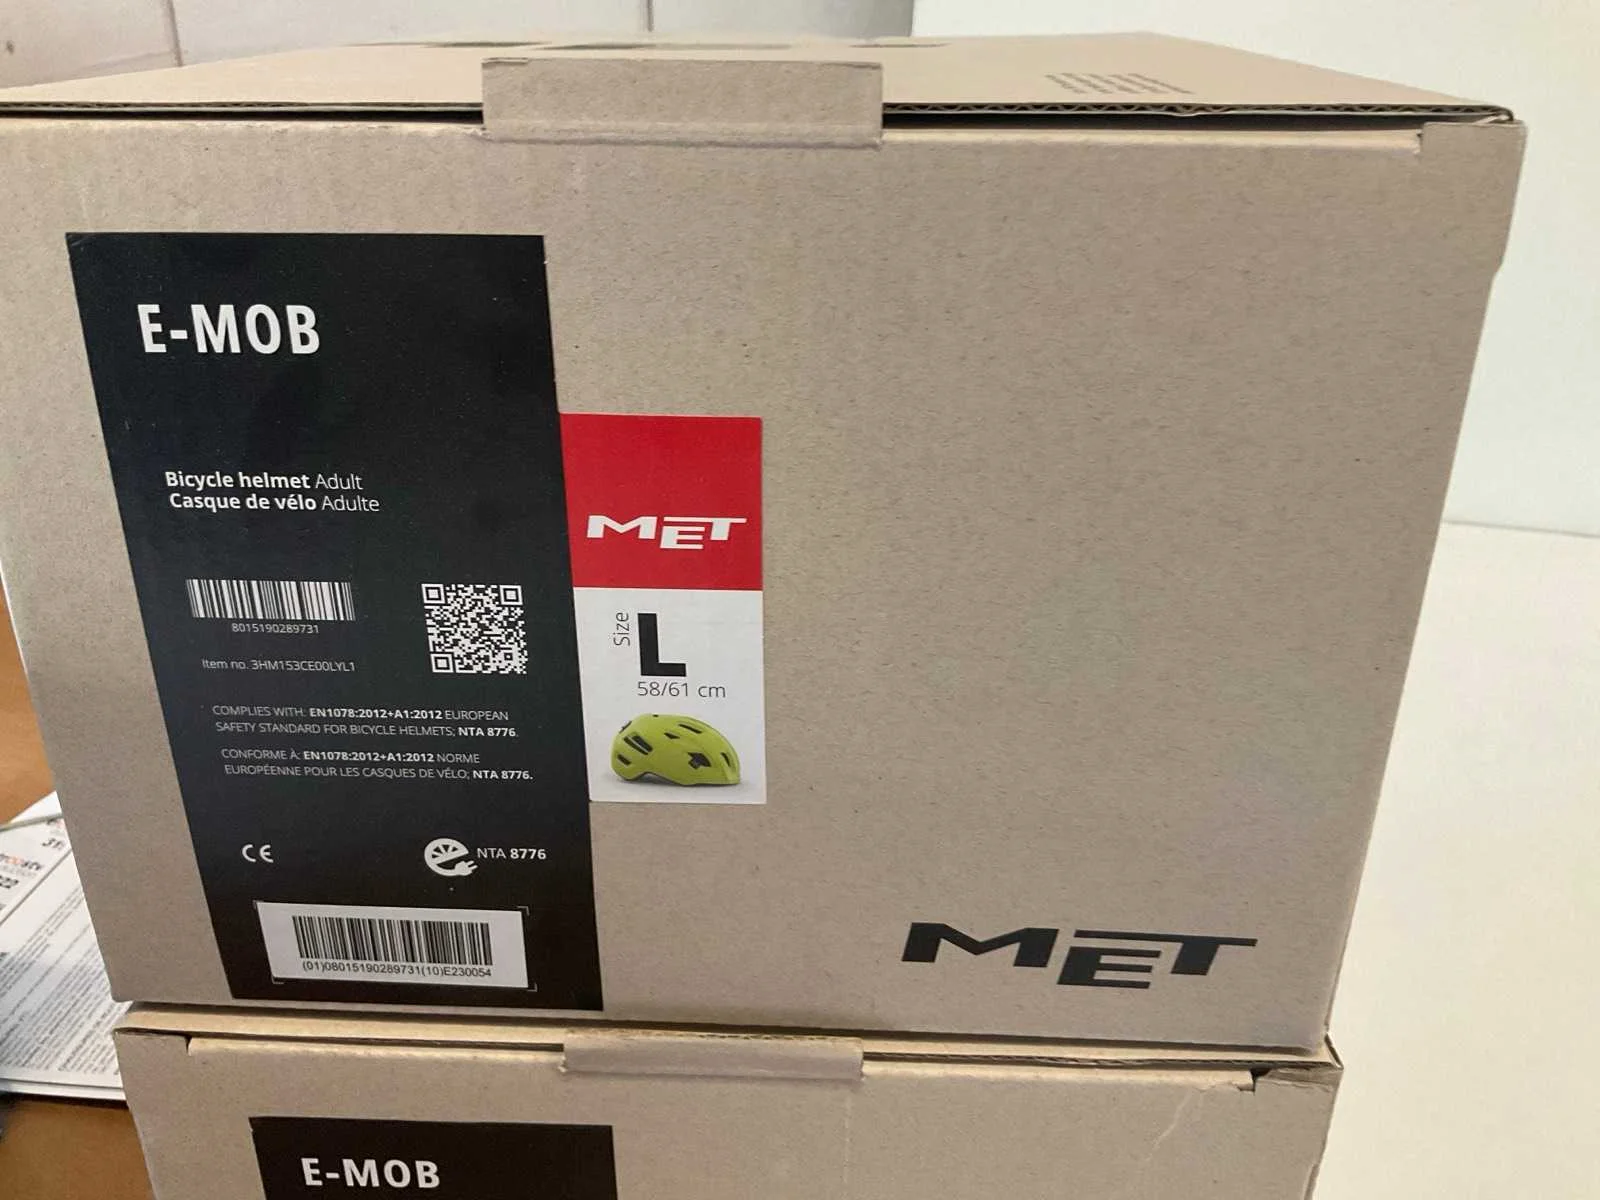 E-MOB
Bicycle helmet Adult
Casque de vélo Adulte
8015190289731
Item no. 3HM153CE00LYL1
COMPLIES WITH: EN1078:2012+A1:2012 EUROPEAN
SAFETY STANDARD FOR BICYCLE HELMETS; NTA 8776.
CONFORME À: EN1078:2012+A1:2012 NORME
EUROPÉENNE POUR LES CASQUES DE VÉLO; NTA 8776.
CE
NTA 8776
(01)08015190289731(10)E230054
MET
Size
L
58/61 cm
MET
E-MOB